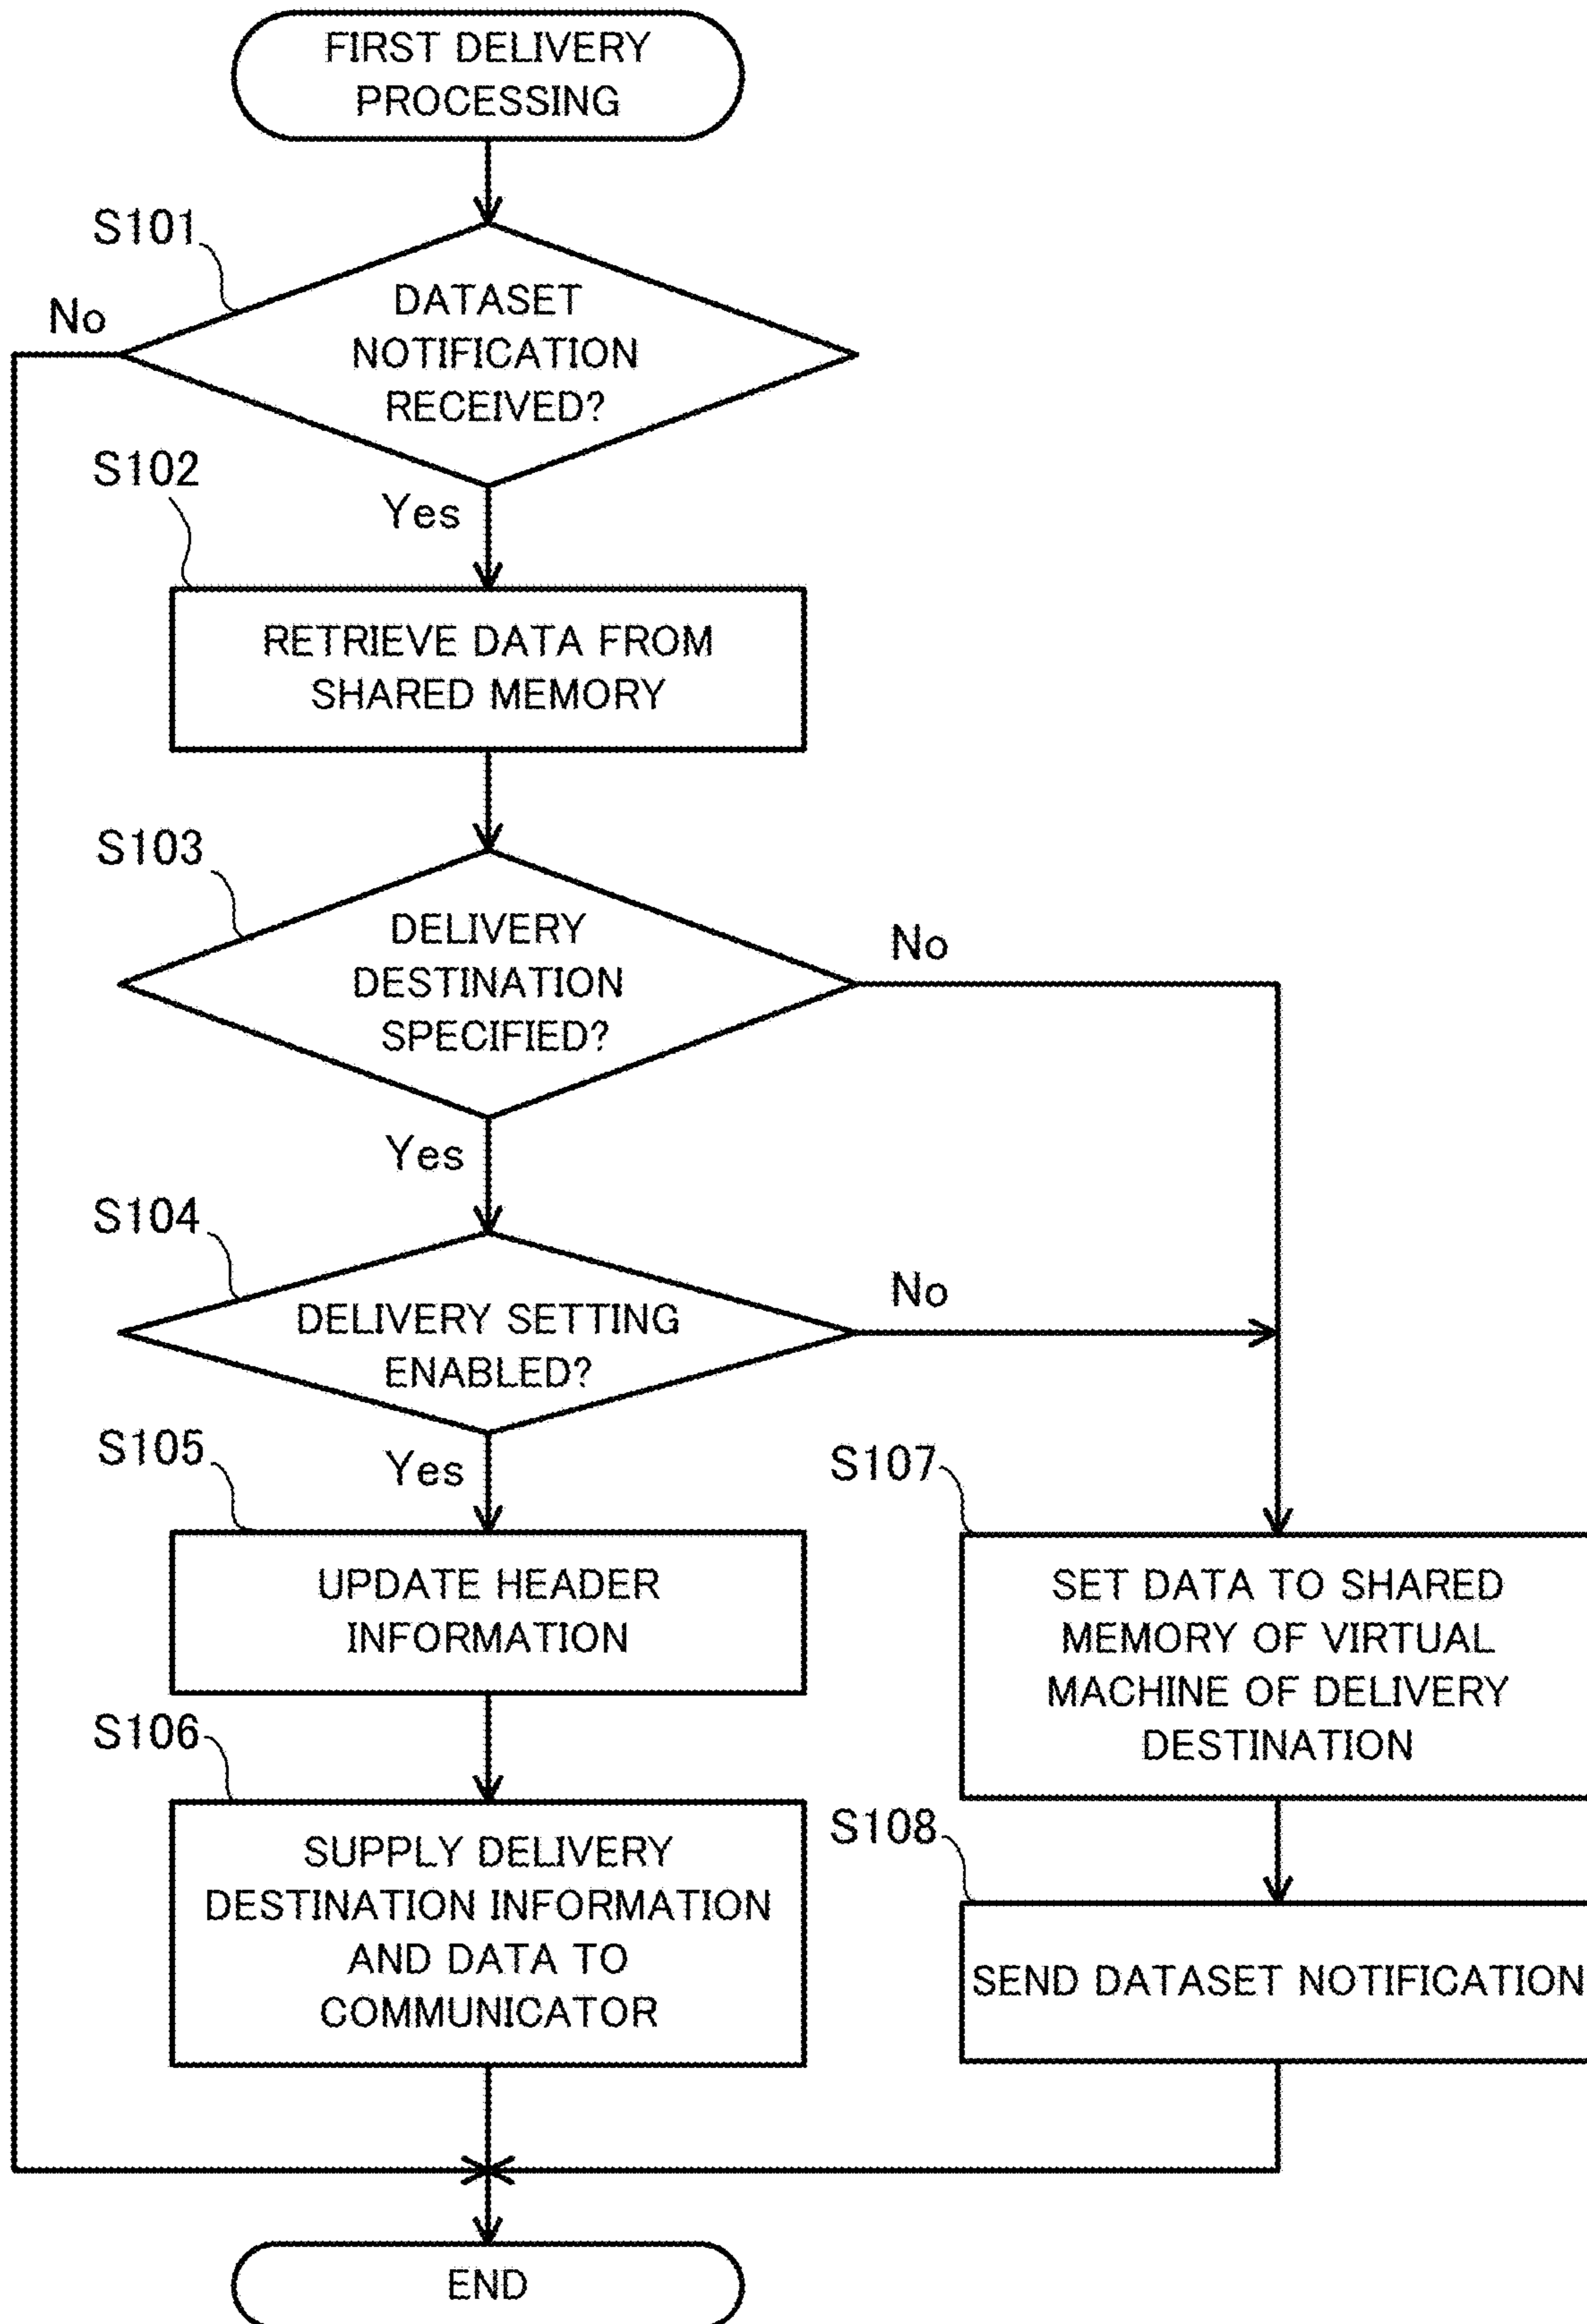 FIRST DELIVERY
PROCESSING
S101
No
DATASET
NOTIFICATION
RECEIVED?
S102
Yes
RETRIEVE DATA FROM
SHARED MEMORY
S103
DELIVERY
DESTINATION
SPECIFIED?
No
Yes
S104
DELIVERY SETTING
ENABLED?
No
S105
Yes
UPDATE HEADER
INFORMATION
S106
SUPPLY DELIVERY
DESTINATION INFORMATION
AND DATA TO
COMMUNICATOR
S107
SET DATA TO SHARED
MEMORY OF VIRTUAL
MACHINE OF DELIVERY
DESTINATION
S108
SEND DATASET NOTIFICATION
END